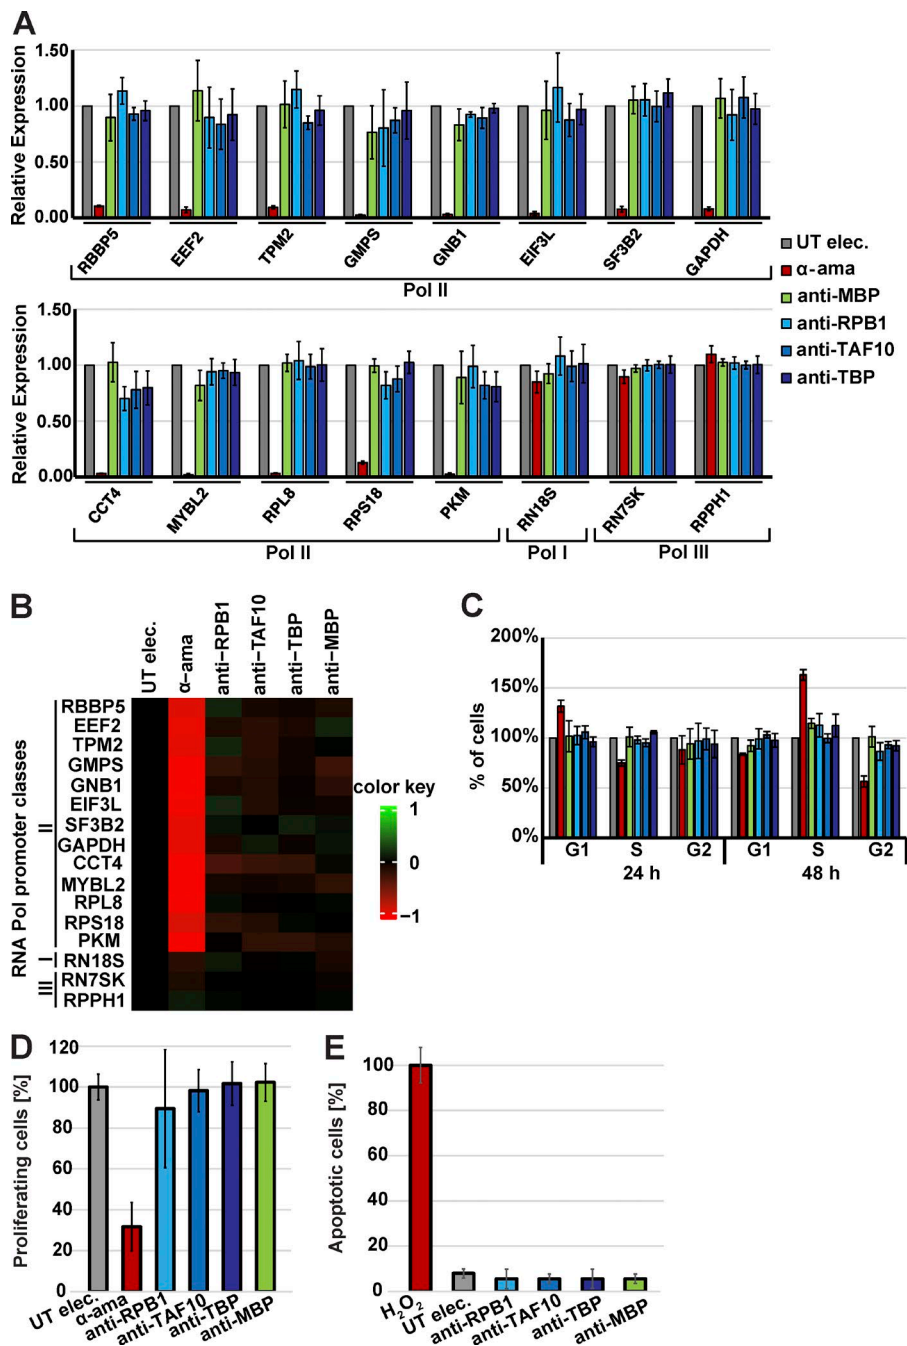 A
Relative Expression
1.50
1.00
0.50
0.00
RBBP5
EEF2
TPM2
GMPS
GNB1
EIF3L
SF3B2
GAPDH
Pol II
UT elec.
α-ama
anti-MBP
anti-RPB1
anti-TAF10
anti-TBP
Relative Expression
1.50
1.00
0.50
0.00
CCT4
MYBL2
RPL8
RPS18
PKM
RN18S
RN7SK
RPPH1
Pol II
Pol I
Pol III
B
UT elec.
α-ama
anti-RPB1
anti-TAF10
anti-TBP
anti-MBP
RNA Pol promoter classes
II
I
III
RBBP5
EEF2
TPM2
GMPS
GNB1
EIF3L
SF3B2
GAPDH
CCT4
MYBL2
RPL8
RPS18
PKM
RN18S
RN7SK
RPPH1
color key
1
0
-1
C
% of cells
200%
150%
100%
50%
0%
G1
S
G2
G1
S
G2
24 h
48 h
D
Proliferating cells [%]
120
100
80
60
40
20
0
UT elec.
α-ama
anti-RPB1
anti-TAF10
anti-TBP
anti-MBP
E
Apoptotic cells [%]
100
80
60
40
20
0
H₂O₂
UT elec.
anti-RPB1
anti-TAF10
anti-TBP
anti-MBP